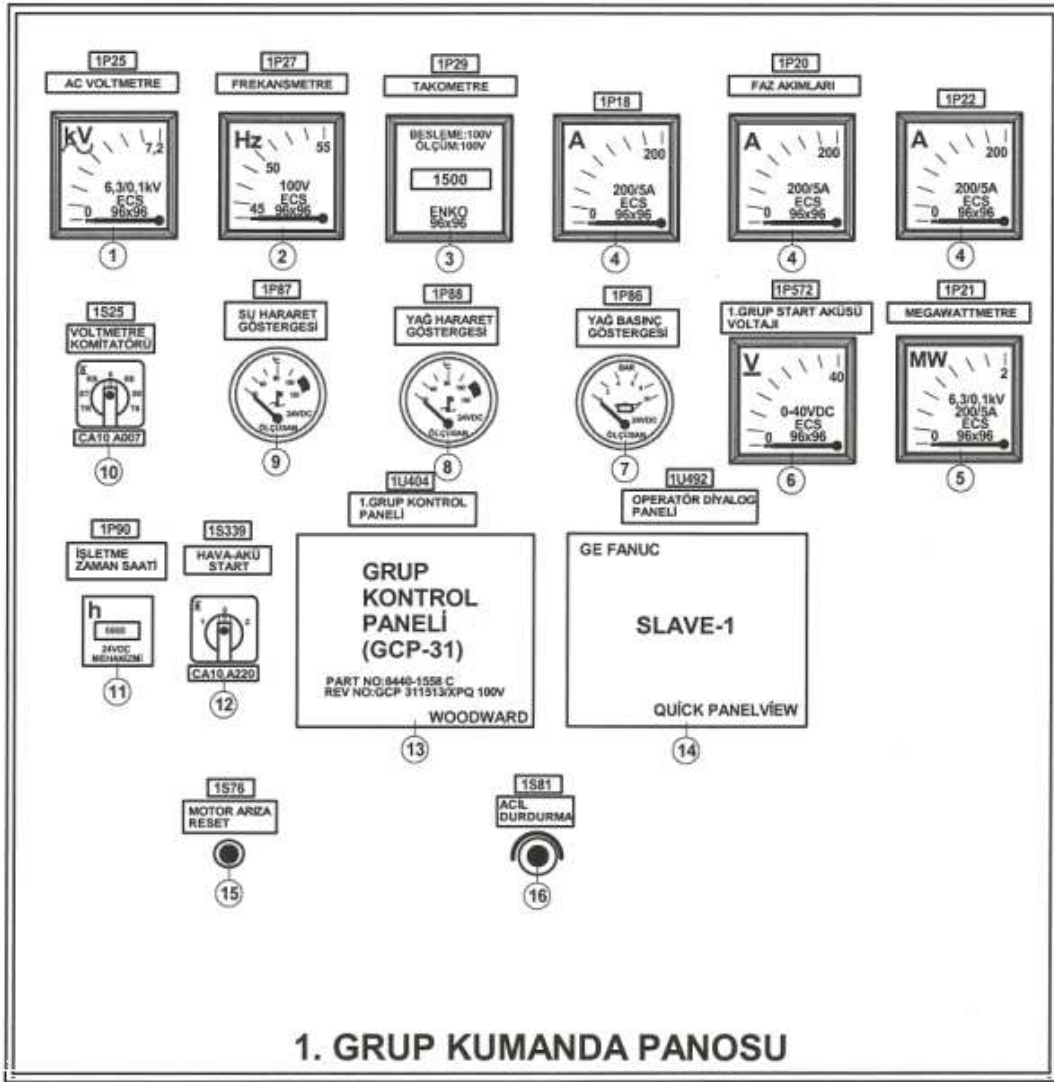 1P25
AC VOLTMETRE
kV
7,2
6,3/0,1kV
ECS
96x96
0
1
1P27
FREKANSMETRE
Hz
55
50
100V
ECS
96x96
45
2
1P29
TAKOMETRE
BESLEME:100V
ÖLÇÜM:100V
1500
ENKO
96x96
3
1P18
A
200
200/5A
ECS
96x96
0
4
1P20
FAZ AKIMLARI
A
200
200/5A
ECS
96x96
0
4
1P22
A
200
200/5A
ECS
96x96
0
4
1S25
VOLTMETRE
KOMİTATÖRÜ
CA10 A007
10
1P87
SU HARARET
GÖSTERGESİ
24VDC
ÖLÇÜSAN
9
1P88
YAĞ HARARET
GÖSTERGESİ
24VDC
ÖLÇÜSAN
8
1P86
YAĞ BASINÇ
GÖSTERGESİ
BAR
24VDC
ÖLÇÜSAN
7
1P572
1.GRUP START AKÜSÜ
VOLTAJI
V
40
0-40VDC
ECS
96x96
0
6
1P21
MEGAWATTMETRE
MW
2
6,3/0,1kV
200/5A
ECS
96x96
0
5
1P90
İŞLETME
ZAMAN SAATİ
h
24VDC
MEHANİZMİ
11
1S339
HAVA-AKÜ
START
1 0 2
CA10 A220
12
1U404
1.GRUP KONTROL
PANELİ
GRUP
KONTROL
PANELİ
(GCP-31)
PART NO:8440-1558 C
REV NO:GCP 311513/XPQ 100V
WOODWARD
13
1U492
OPERATÖR DİYALOG
PANELİ
GE FANUC
SLAVE-1
QUİCK PANELVİEW
14
1S76
MOTOR ARIZA
RESET
15
1S81
ACİL
DURDURMA
16
1. GRUP KUMANDA PANOSU